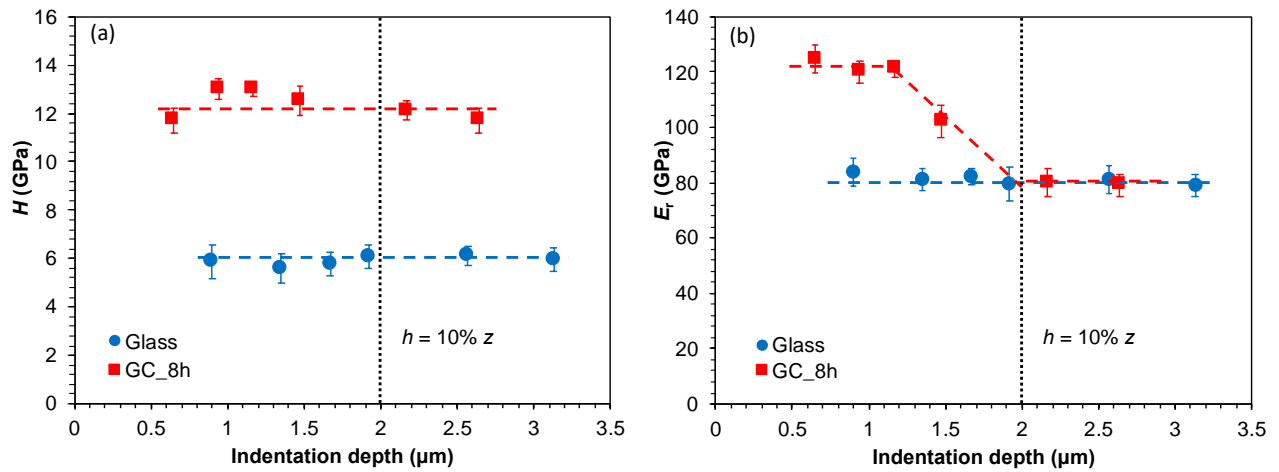 (a)
16
14
12
10
8
6
4
2
0
H (GPa)
Glass
GC_8h
h = 10% z
0 0.5 1 1.5 2 2.5 3 3.5
Indentation depth (μm)
(b)
140
120
100
80
60
40
20
0
Er (GPa)
Glass
GC_8h
h = 10% z
0 0.5 1 1.5 2 2.5 3 3.5
Indentation depth (μm)